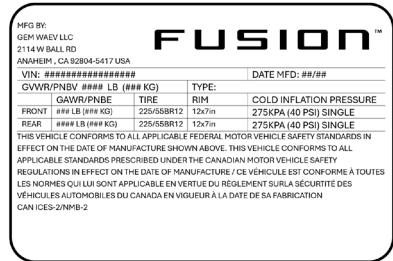 MFG BY:
GEM WAEV LLC
2114 W BALL RD
ANAHEIM , CA 92804-5417 USA
FUSION™
VIN: ################# DATE MFD: ##/##
GVWR/PNBV #### LB (### KG) TYPE:
GAWR/PNBE TIRE RIM COLD INFLATION PRESSURE
FRONT ### LB (### KG) 225/55BR12 12x7in 275KPA (40 PSI) SINGLE
REAR #### LB (### KG) 225/55BR12 12x7in 275KPA (40 PSI) SINGLE
THIS VEHICLE CONFORMS TO ALL APPLICABLE FEDERAL MOTOR VEHICLE SAFETY STANDARDS IN
EFFECT ON THE DATE OF MANUFACTURE SHOWN ABOVE. THIS VEHICLE CONFORMS TO ALL
APPLICABLE STANDARDS PRESCRIBED UNDER THE CANADIAN MOTOR VEHICLE SAFETY
REGULATIONS IN EFFECT ON THE DATE OF MANUFACTURE / CE VÉHICULE EST CONFORME À TOUTES
LES NORMES QUI LUI SONT APPLICABLE EN VERTUE DU RÈGLEMENT SURLA SÉCURTITÉ DES
VÉHICULES AUTOMOBILES DU CANADA EN VIGUEUR À LA DATE DE SA FABRICATION
CAN ICES-2/NMB-2